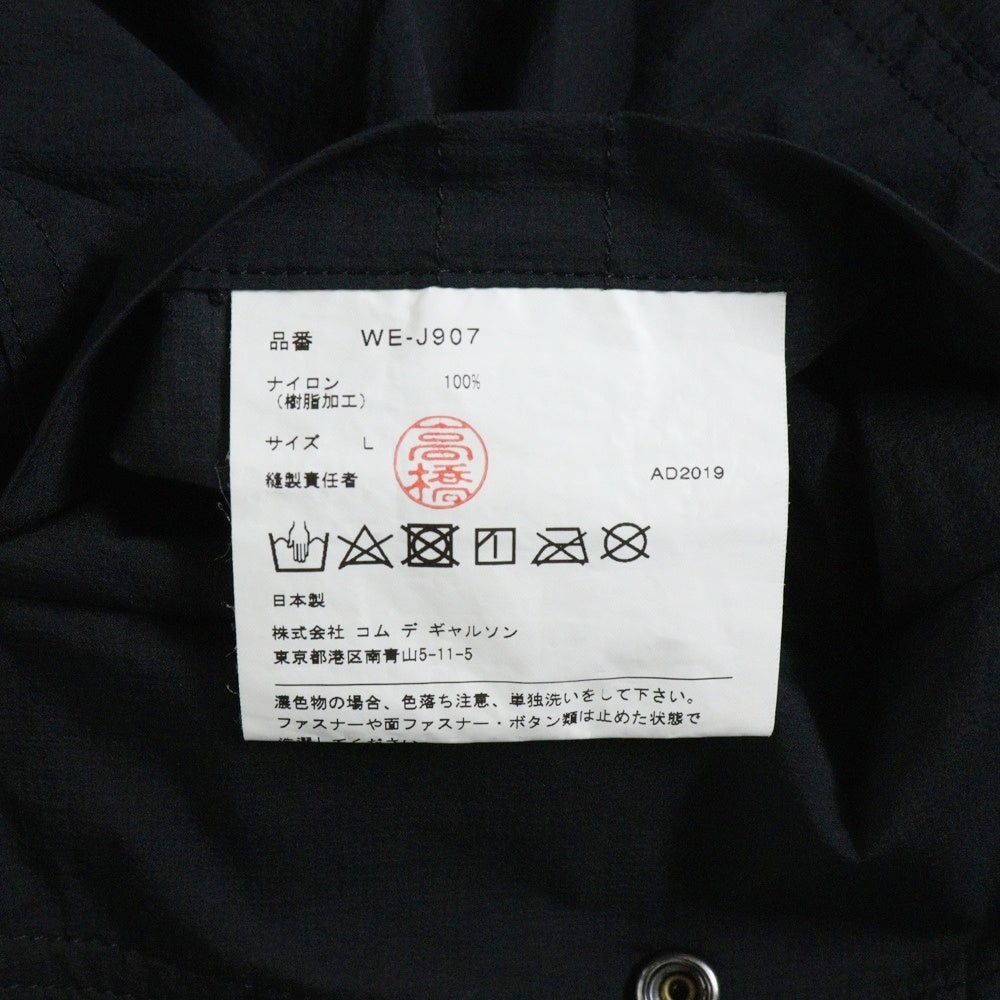 品番 WE-J907
ナイロン 100%
(樹脂加工)
サイズ L
高橋
縫製責任者
AD2019
日本製
株式会社 コム デ ギャルソン
東京都港区南青山5-11-5
濃色物の場合、色落ち注意、単独洗いをして下さい。
ファスナーや面ファスナー・ボタン類は止めた状態で